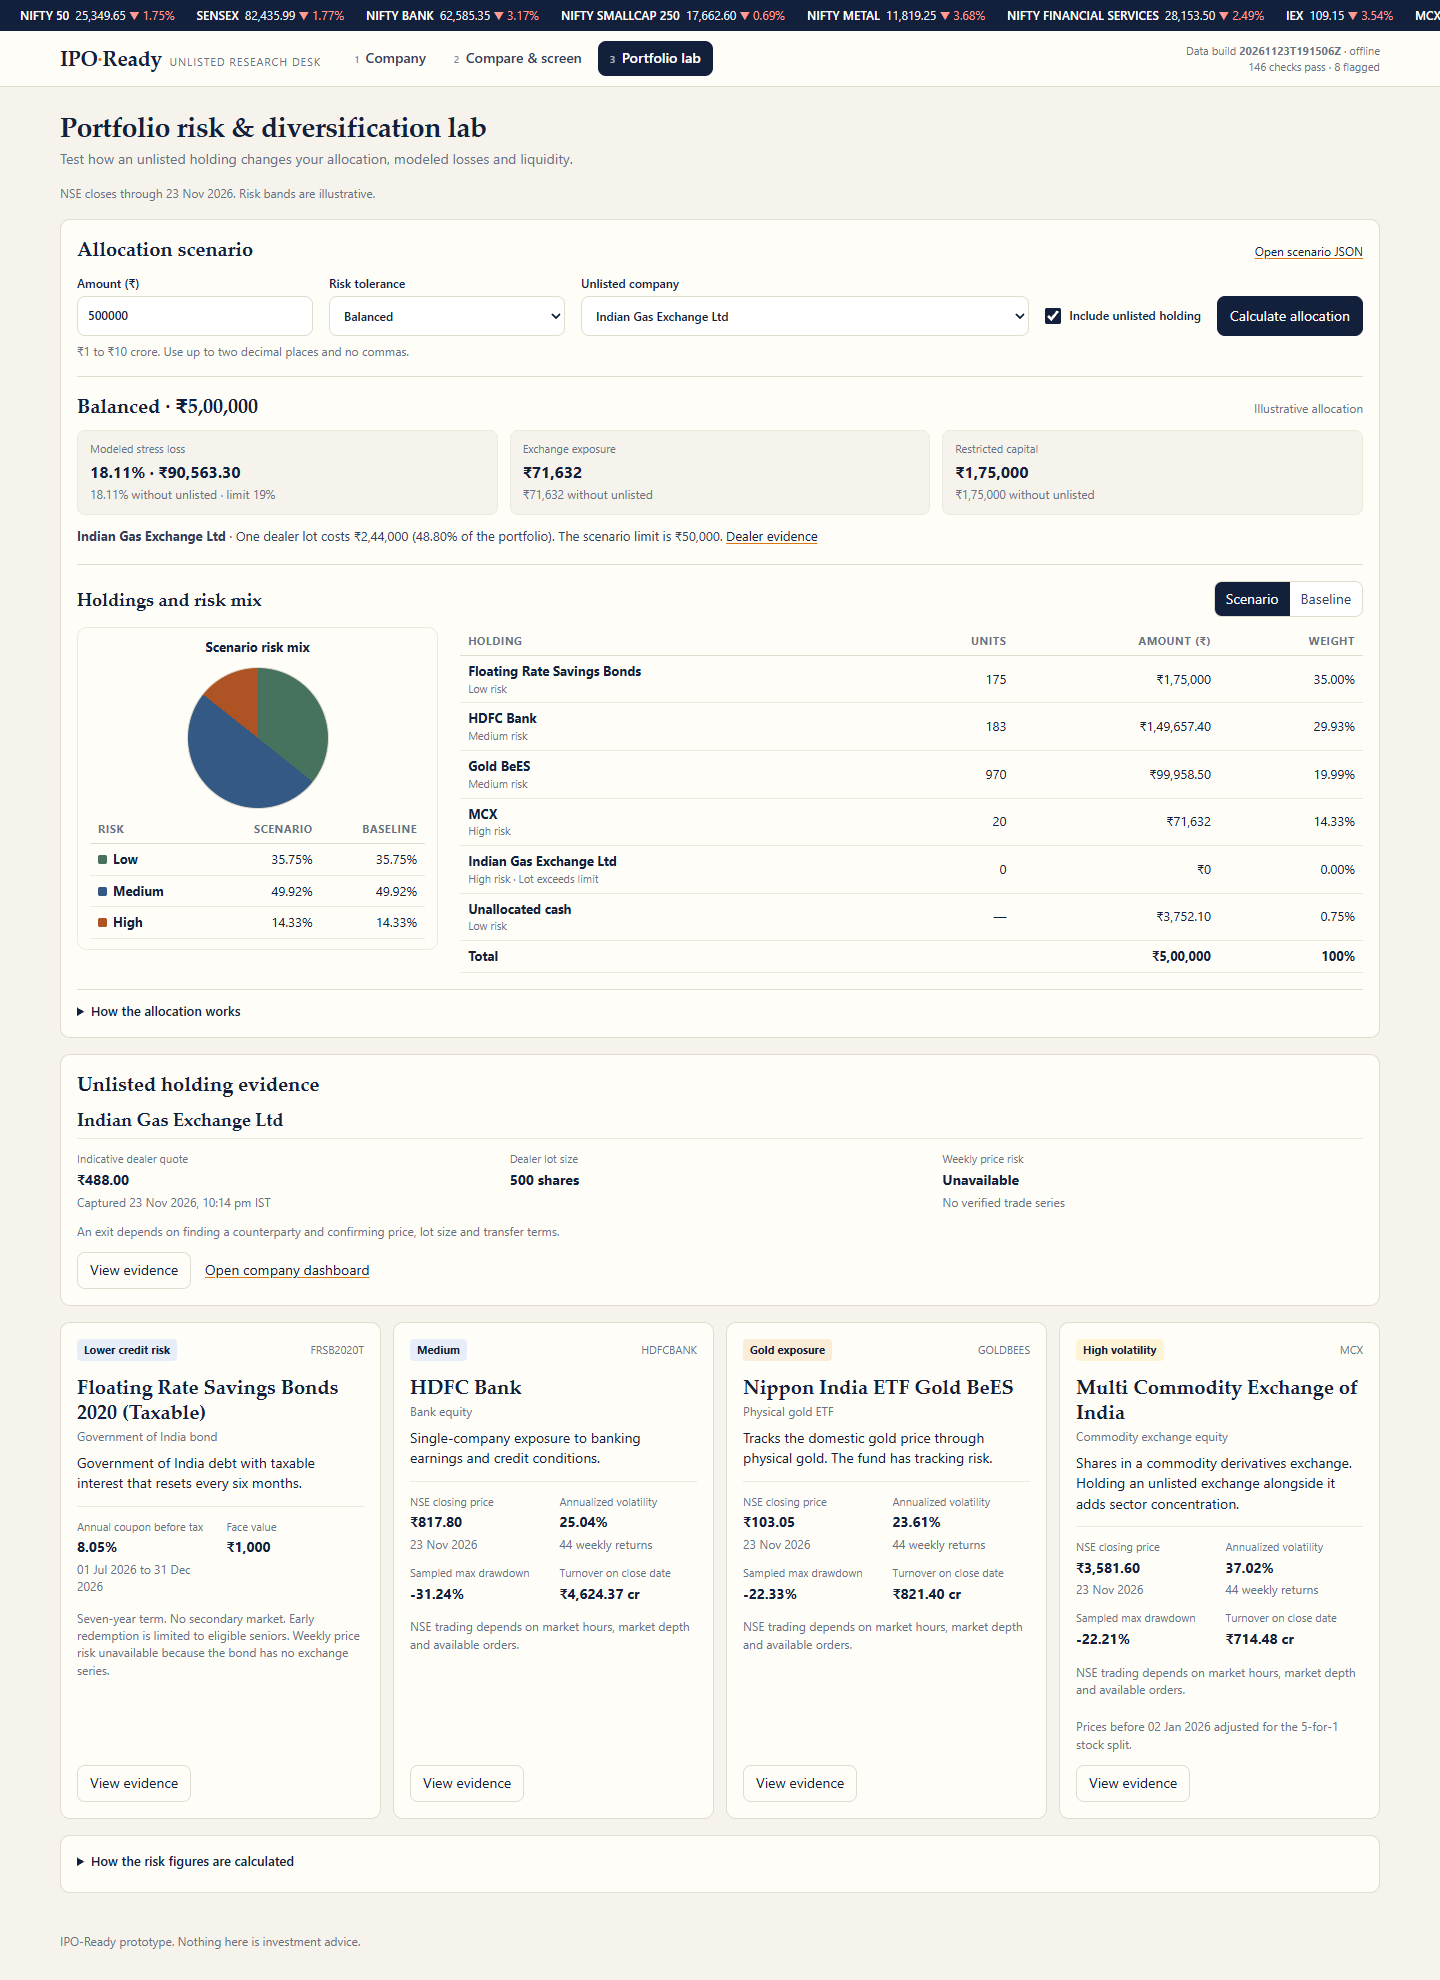 NIFTY 50 25,349.65 ▼ 1.75% SENSEX 82,435.99 ▼ 1.77% NIFTY BANK 62,585.35 ▼ 3.17% NIFTY SMALLCAP 250 17,662.60 ▼ 0.69% NIFTY METAL 11,819.25 ▼ 3.68% NIFTY FINANCIAL SERVICES 28,153.50 ▼ 2.49% IEX 109.15 ▼ 3.54% MCX
IPO·Ready UNLISTED RESEARCH DESK 1 Company 2 Compare & screen 3 Portfolio lab
Data build 20261123T191506Z · offline
146 checks pass · 8 flagged
Portfolio risk & diversification lab
Test how an unlisted holding changes your allocation, modeled losses and liquidity.
NSE closes through 23 Nov 2026. Risk bands are illustrative.
Allocation scenario
Open scenario JSON
Amount (₹) Risk tolerance Unlisted company
500000 Balanced Indian Gas Exchange Ltd Include unlisted holding Calculate allocation
₹1 to ₹10 crore. Use up to two decimal places and no commas.
Balanced · ₹5,00,000
Illustrative allocation
Modeled stress loss Exchange exposure Restricted capital
18.11% · ₹90,563.30 ₹71,632 ₹1,75,000
18.11% without unlisted · limit 19% ₹71,632 without unlisted ₹1,75,000 without unlisted
Indian Gas Exchange Ltd · One dealer lot costs ₹2,44,000 (48.80% of the portfolio). The scenario limit is ₹50,000. Dealer evidence
Holdings and risk mix
Scenario Baseline
Scenario risk mix
RISK SCENARIO BASELINE
Low 35.75% 35.75%
Medium 49.92% 49.92%
High 14.33% 14.33%
HOLDING UNITS AMOUNT (₹) WEIGHT
Floating Rate Savings Bonds 175 ₹1,75,000 35.00%
Low risk
HDFC Bank 183 ₹1,49,657.40 29.93%
Medium risk
Gold BeES 970 ₹99,958.50 19.99%
Medium risk
MCX 20 ₹71,632 14.33%
High risk
Indian Gas Exchange Ltd 0 ₹0 0.00%
High risk · Lot exceeds limit
Unallocated cash — ₹3,752.10 0.75%
Low risk
Total ₹5,00,000 100%
▶ How the allocation works
Unlisted holding evidence
Indian Gas Exchange Ltd
Indicative dealer quote Dealer lot size Weekly price risk
₹488.00 500 shares Unavailable
Captured 23 Nov 2026, 10:14 pm IST No verified trade series
An exit depends on finding a counterparty and confirming price, lot size and transfer terms.
View evidence Open company dashboard
Lower credit risk FRSB2020T
Floating Rate Savings Bonds
2020 (Taxable)
Government of India bond
Government of India debt with taxable
interest that resets every six months.
Annual coupon before tax Face value
8.05% ₹1,000
01 Jul 2026 to 31 Dec
2026
Seven-year term. No secondary market. Early
redemption is limited to eligible seniors. Weekly price
risk unavailable because the bond has no exchange
series.
View evidence
Medium HDFCBANK
HDFC Bank
Bank equity
Single-company exposure to banking
earnings and credit conditions.
NSE closing price Annualized volatility
₹817.80 25.04%
23 Nov 2026 44 weekly returns
Sampled max drawdown Turnover on close date
-31.24% ₹4,624.37 cr
NSE trading depends on market hours, market depth
and available orders.
View evidence
Gold exposure GOLDBEES
Nippon India ETF Gold BeES
Physical gold ETF
Tracks the domestic gold price through
physical gold. The fund has tracking risk.
NSE closing price Annualized volatility
₹103.05 23.61%
23 Nov 2026 44 weekly returns
Sampled max drawdown Turnover on close date
-22.33% ₹821.40 cr
NSE trading depends on market hours, market depth
and available orders.
View evidence
High volatility MCX
Multi Commodity Exchange of
India
Commodity exchange equity
Shares in a commodity derivatives exchange.
Holding an unlisted exchange alongside it
adds sector concentration.
NSE closing price Annualized volatility
₹3,581.60 37.02%
23 Nov 2026 44 weekly returns
Sampled max drawdown Turnover on close date
-22.21% ₹714.48 cr
NSE trading depends on market hours, market depth
and available orders.
Prices before 02 Jan 2026 adjusted for the 5-for-1
stock split.
View evidence
▶ How the risk figures are calculated
IPO-Ready prototype. Nothing here is investment advice.